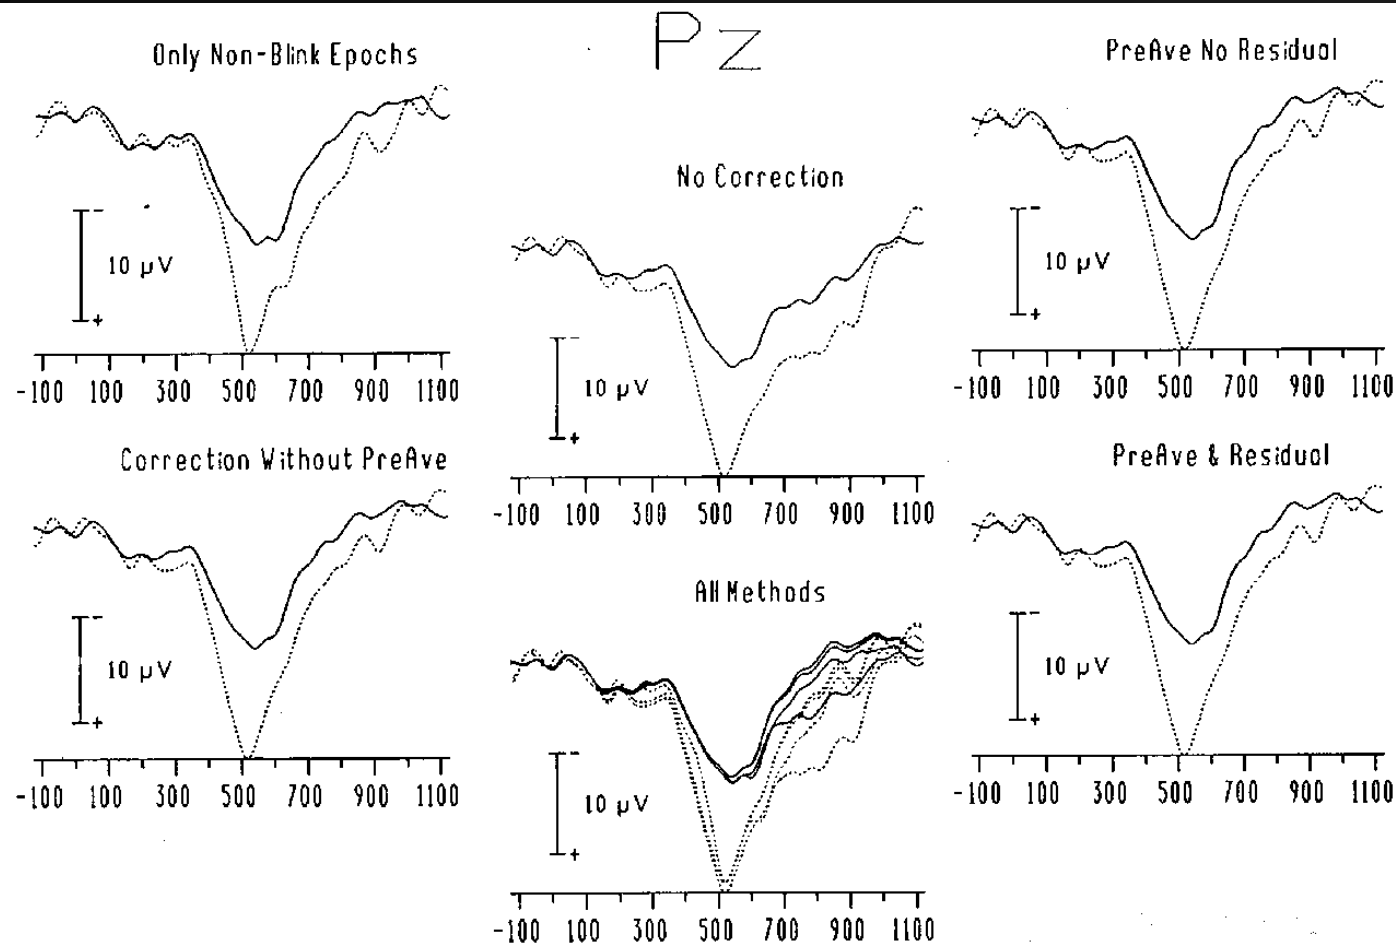 Pz
Only Non-Blink Epochs
-
10 µV
+
-100 100 300 500 700 900 1100
No Correction
-
10 µV
+
-100 100 300 500 700 900 1100
PreAve No Residual
-
10 µV
+
-100 100 300 500 700 900 1100
Correction Without PreAve
-
10 µV
+
-100 100 300 500 700 900 1100
All Methods
-
10 µV
+
-100 100 300 500 700 900 1100
PreAve & Residual
-
10 µV
+
-100 100 300 500 700 900 1100